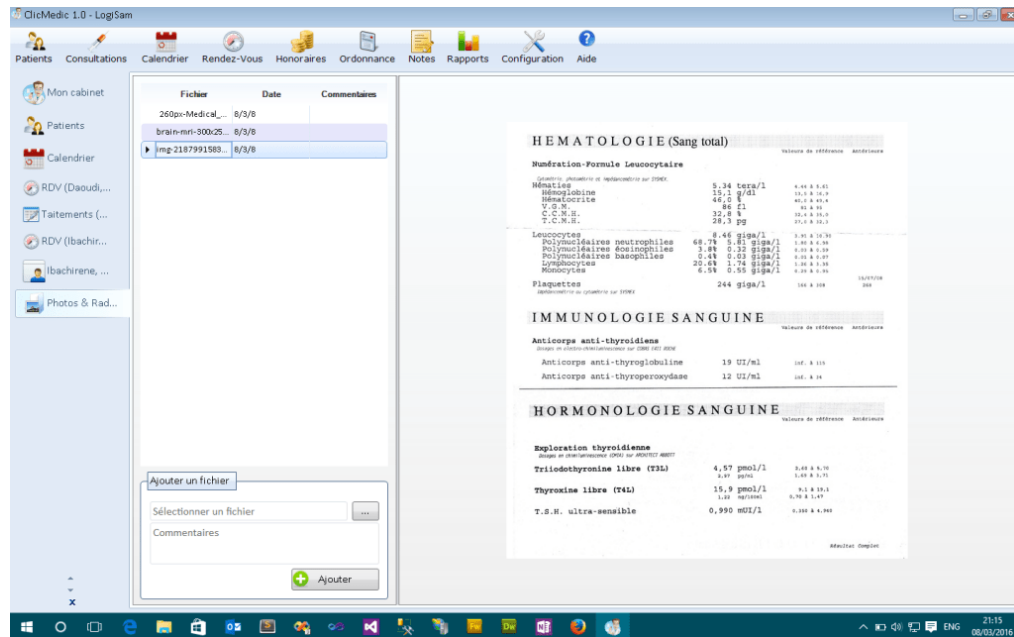 ClicMedic 1.0 - LogiSam
Patients Consultations Calendrier Rendez-Vous Honoraires Ordonnance Notes Rapports Configuration Aide
Mon cabinet
Patients
Calendrier
RDV (Daoudi,...
Taitements (...
RDV (Ibachir...
Ibachirene, ...
Photos & Rad...
Fichier Date Commentaires
260px-Medical_... 8/3/8
brain-mri-300x25... 8/3/8
img-2187991583... 8/3/8
Ajouter un fichier
Sélectionner un fichier ...
Commentaires
Ajouter
HEMATOLOGIE (Sang total)
Valeurs de référence Antérieurs
Numération-Formule Leucocytaire
Hématies 5.34 tera/l
Hémoglobine 15,1 g/dl
Hématocrite 46,0 %
V.G.M. 86 fl
C.C.M.H. 32,8 %
T.C.M.H. 28,3 pg
Leucocytes 8.46 giga/l
Polynucléaires neutrophiles 68.7% 5.81 giga/l
Polynucléaires éosinophiles 3.8% 0.32 giga/l
Polynucléaires basophiles 0.4% 0.03 giga/l
Lymphocytes 20.6% 1.74 giga/l
Monocytes 6.5% 0.55 giga/l
Plaquettes 244 giga/l
IMMUNOLOGIE SANGUINE
Valeurs de référence Antérieurs
Anticorps anti-thyroidiens
Anticorps anti-thyroglobuline 19 UI/ml
Anticorps anti-thyroperoxydase 12 UI/ml
HORMONOLOGIE SANGUINE
Valeurs de référence Antérieurs
Exploration thyroidienne
Triiodothyronine libre (T3L) 4,57 pmol/l
Thyroxine libre (T4L) 15,9 pmol/l
T.S.H. ultra-sensible 0,990 mUI/l
Résultat Complet
x
ENG
21:15
08/03/2016